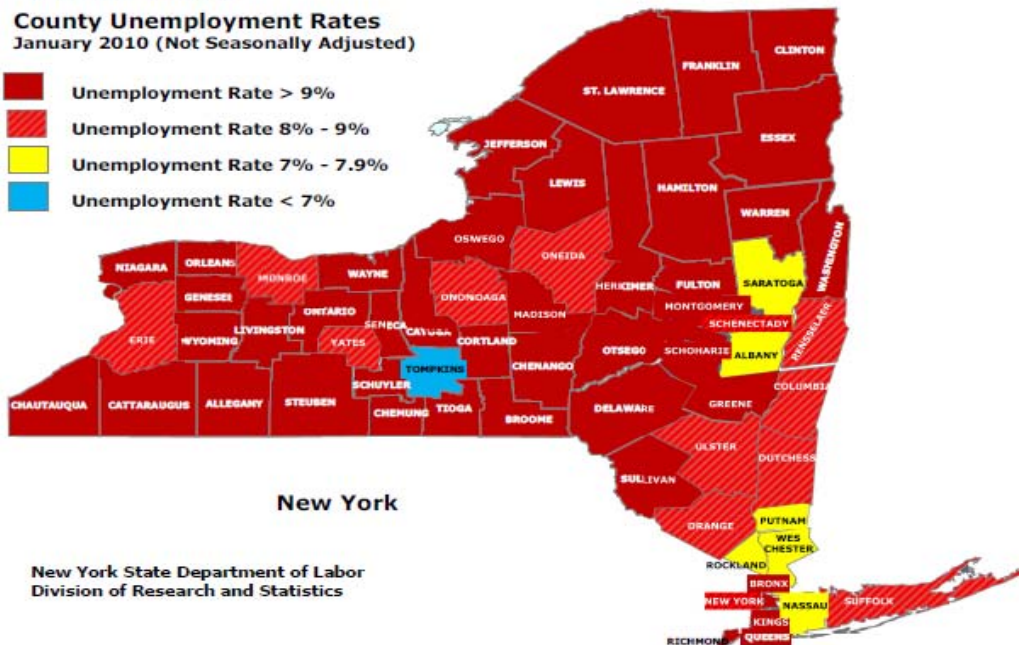 County Unemployment Rates
January 2010 (Not Seasonally Adjusted)
Unemployment Rate > 9%
Unemployment Rate 8% - 9%
Unemployment Rate 7% - 7.9%
Unemployment Rate < 7%
CLINTON
FRANKLIN
ST. LAWRENCE
ESSEX
JEFFERSON
LEWIS
HAMILTON
WARREN
WASHINGTON
OSWEGO
ONEIDA
NIAGARA
ORLEANS
MONROE
WAYNE
HERKIMER
FULTON
SARATOGA
GENESEE
ONONDAGA
MADISON
MONTGOMERY
ONTARIO
SENECA
CAYUGA
SCHENECTADY
RENSSELAER
ERIE
WYOMING
LIVINGSTON
YATES
CORTLAND
OTSEGO
SCHOHARIE
ALBANY
TOMPKINS
CHENANGO
SCHUYLER
COLUMBIA
CHAUTAUQUA
CATTARAUGUS
ALLEGANY
STEUBEN
CHEMUNG
TIOGA
BROOME
DELAWARE
GREENE
ULSTER
DUTCHESS
SULLIVAN
New York
ORANGE
PUTNAM
WES
CHESTER
ROCKLAND
New York State Department of Labor
Division of Research and Statistics
BRONX
NEW YORK
NASSAU
SUFFOLK
KINGS
RICHMOND
QUEENS